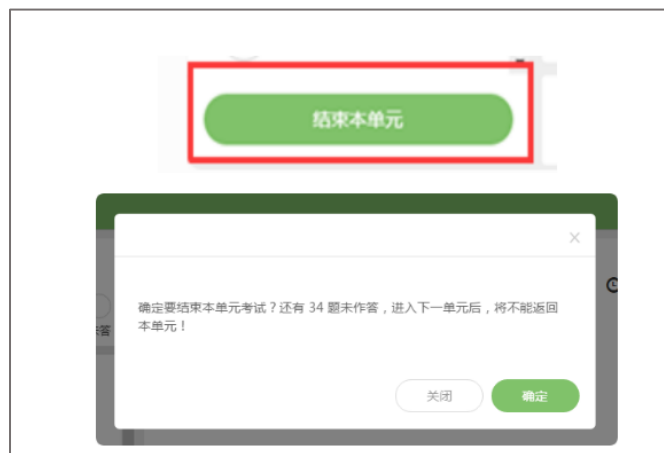 结束本单元
确定要结束本单元考试？还有 34 题未作答，进入下一单元后，将不能返回
本单元！
答
关闭
确定